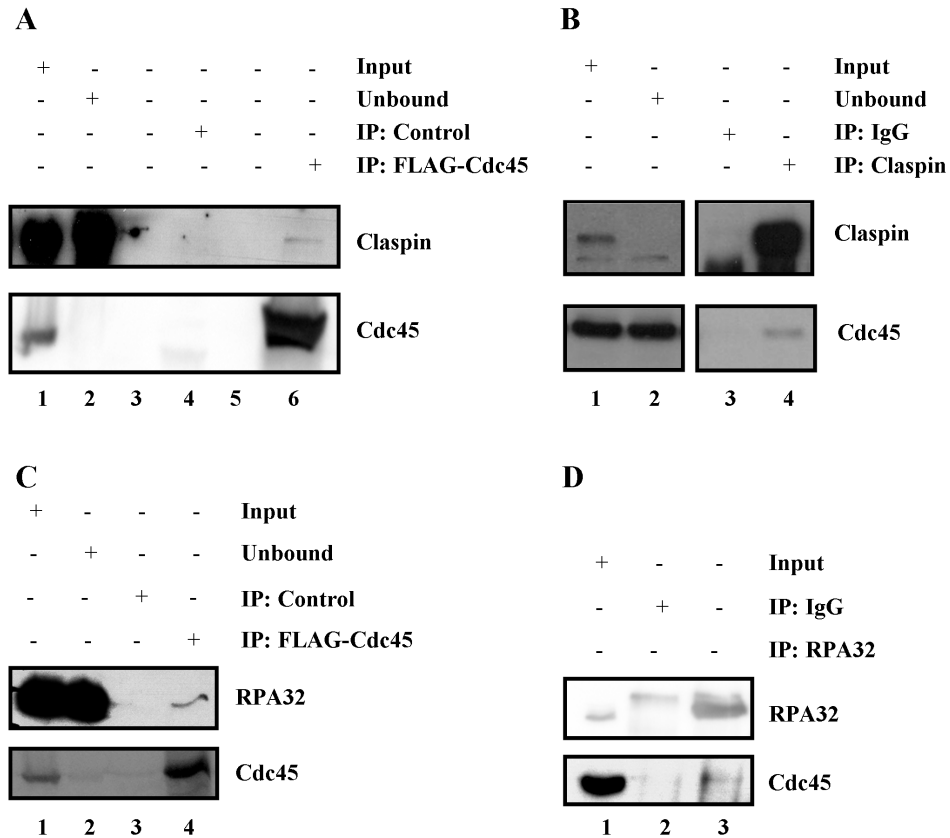 A
+ - - - - - Input
- + - - - - Unbound
- - - + - - IP: Control
- - - - - + IP: FLAG-Cdc45
Claspin
Cdc45
1 2 3 4 5 6
B
+ - - - Input
- + - - Unbound
- - + - IP: IgG
- - - + IP: Claspin
Claspin
Cdc45
1 2 3 4
C
+ - - - Input
- + - - Unbound
- - + - IP: Control
- - - + IP: FLAG-Cdc45
RPA32
Cdc45
1 2 3 4
D
+ - - Input
- + - IP: IgG
- - - IP: RPA32
RPA32
Cdc45
1 2 3